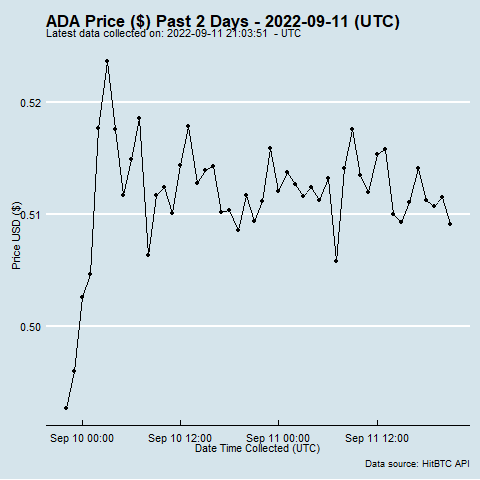 ADA Price ($) Past 2 Days - 2022-09-11 (UTC)
Latest data collected on: 2022-09-11 21:03:51 - UTC
0.52
0.51
0.50
Price USD ($)
Sep 10 00:00 Sep 10 12:00 Sep 11 00:00 Sep 11 12:00
Date Time Collected (UTC)
Data source: HitBTC API